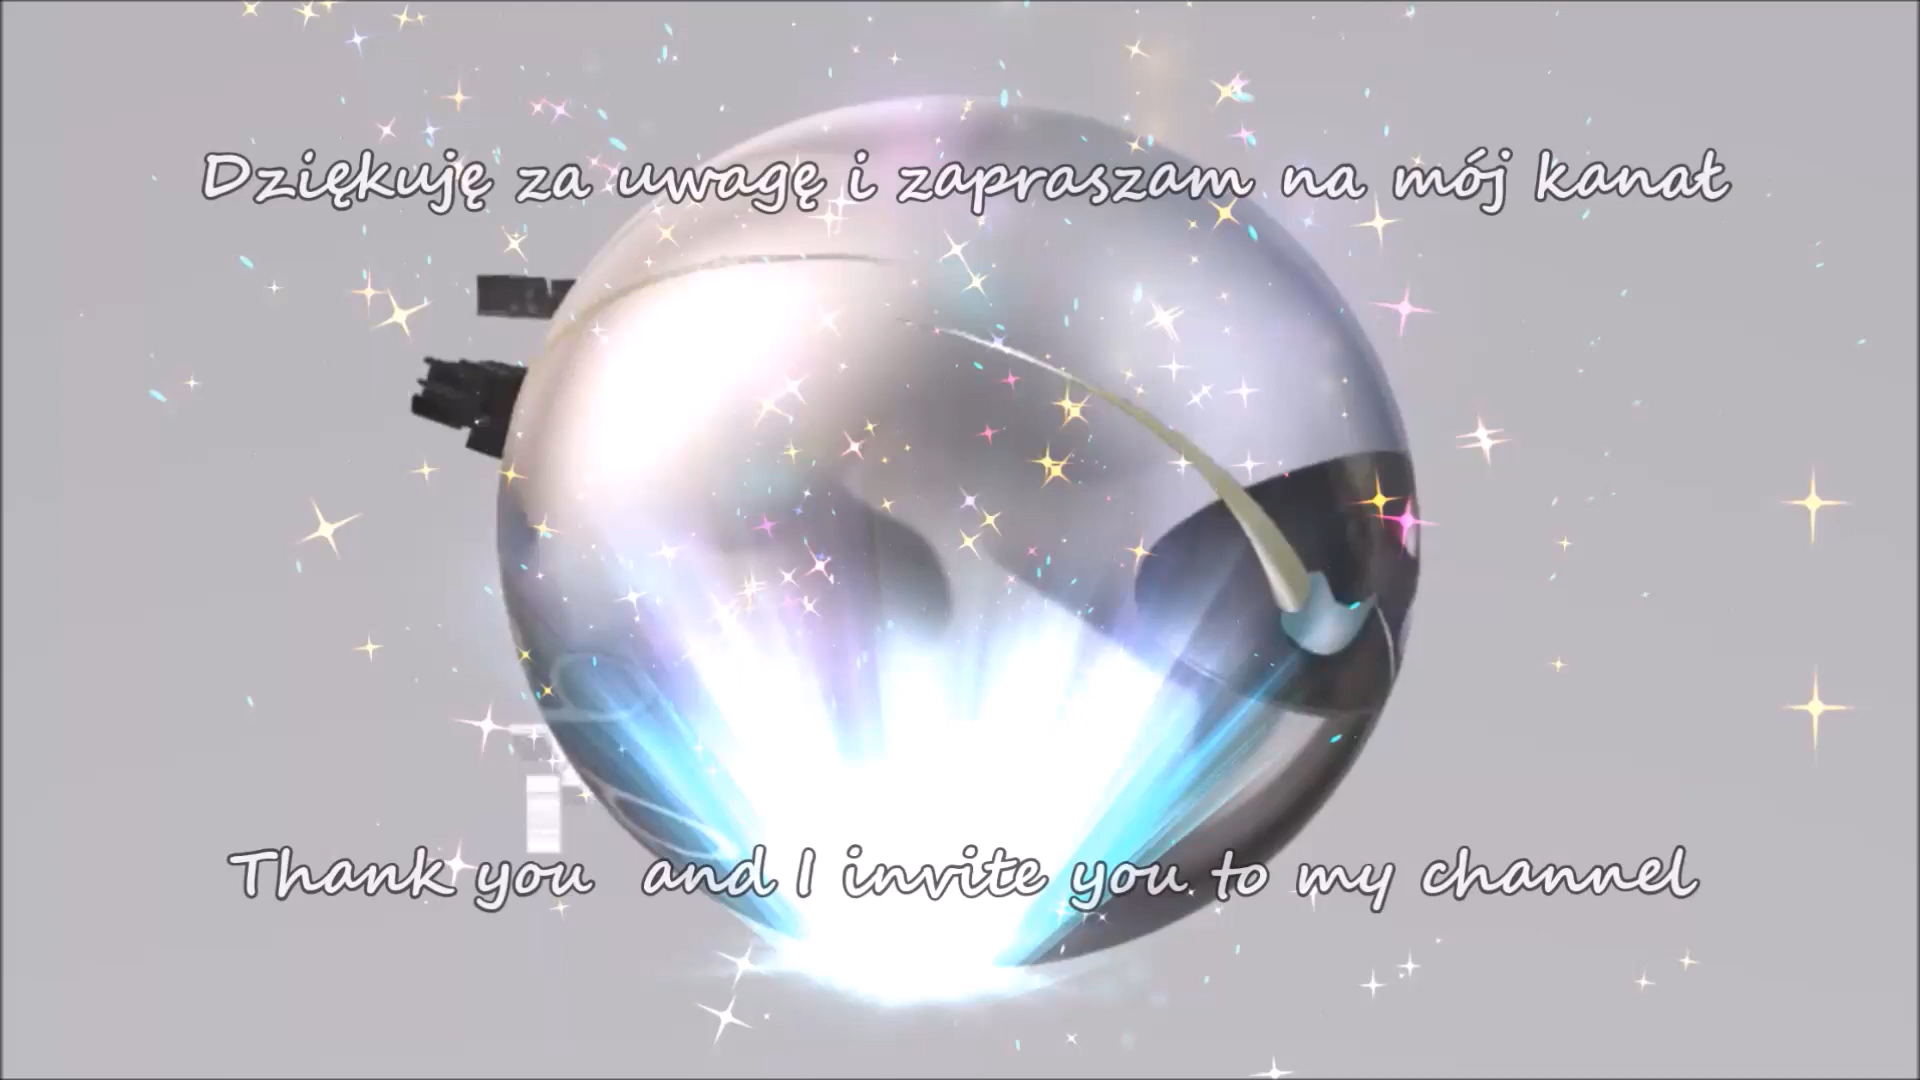 Dziękuję za uwagę i zapraszam na mój kanał
Thank you and I invite you to my channel